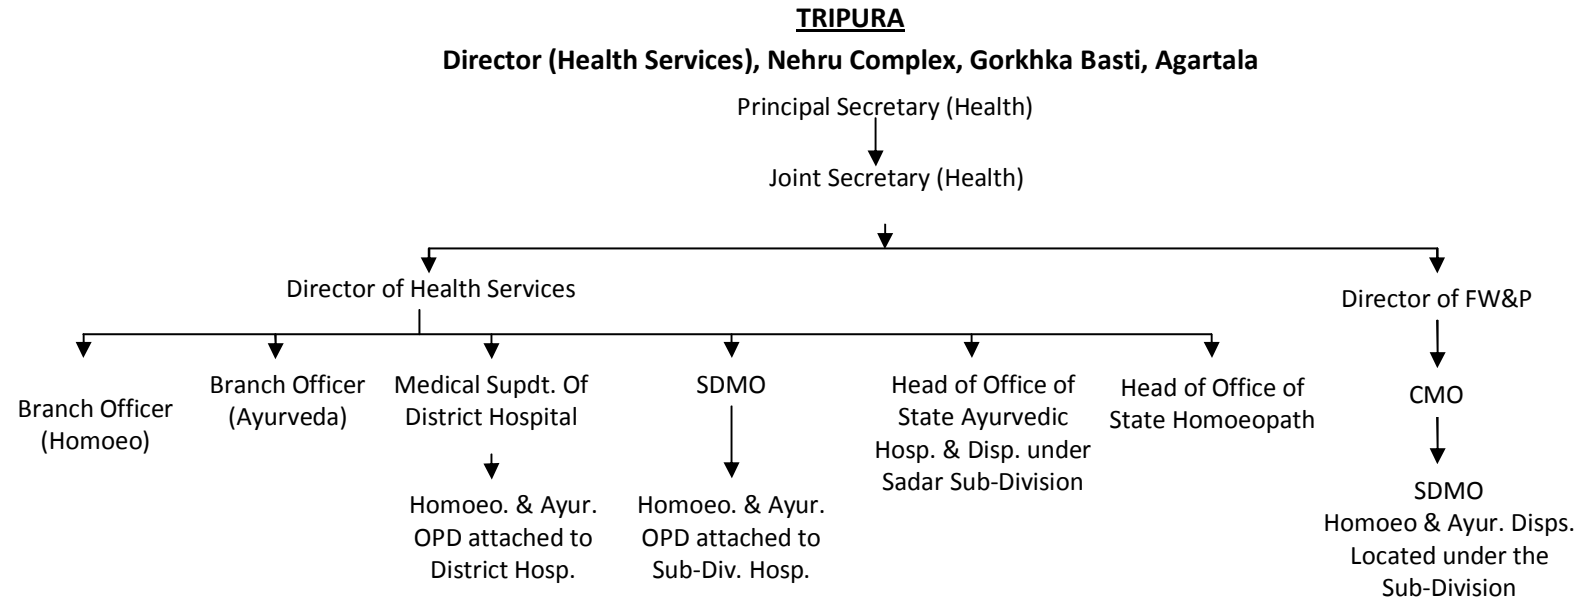 TRIPURA
Director (Health Services), Nehru Complex, Gorkhka Basti, Agartala
Principal Secretary (Health)
Joint Secretary (Health)
Director of Health Services
Director of FW&P
Branch Officer
(Homoeo)
Branch Officer
(Ayurveda)
Medical Supdt. Of
District Hospital
Homoeo. & Ayur.
OPD attached to
District Hosp.
SDMO
Homoeo. & Ayur.
OPD attached to
Sub-Div. Hosp.
Head of Office of
State Ayurvedic
Hosp. & Disp. under
Sadar Sub-Division
Head of Office of
State Homoeopath
CMO
SDMO
Homoeo & Ayur. Disps.
Located under the
Sub-Division